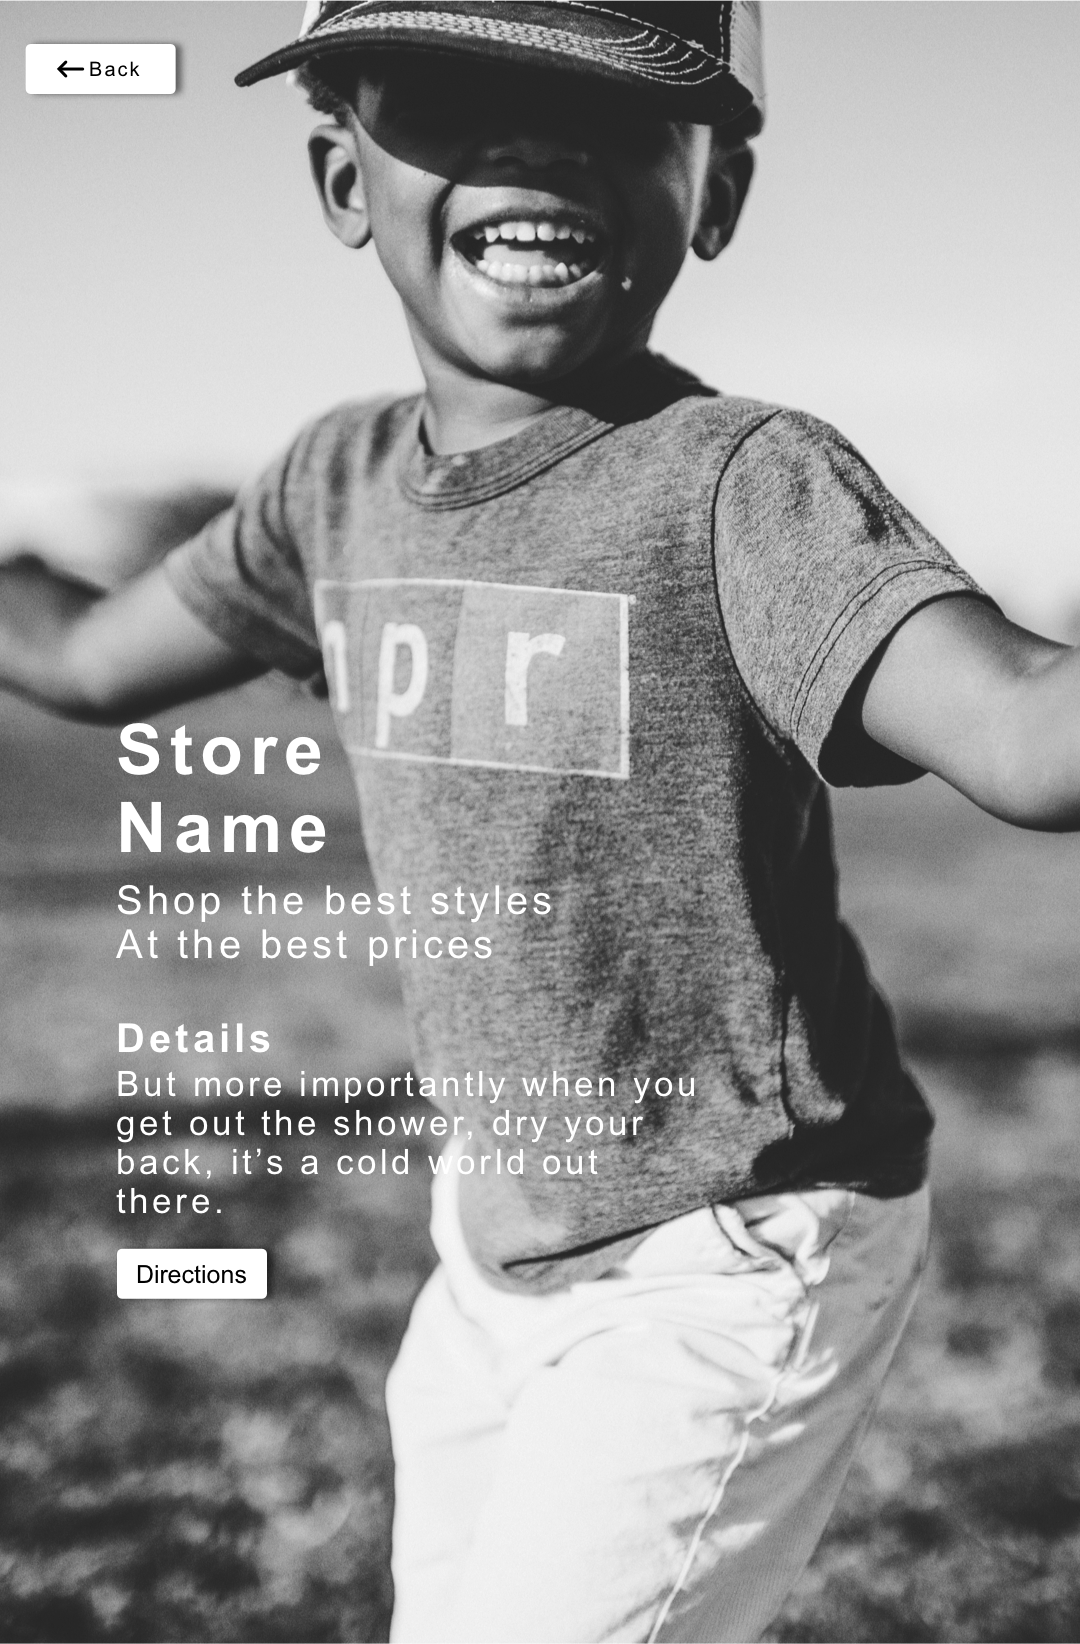 Back
npr
Store
Name
Shop the best styles
At the best prices
Details
But more importantly when you
get out the shower, dry your
back, it’s a cold world out
there.
Directions